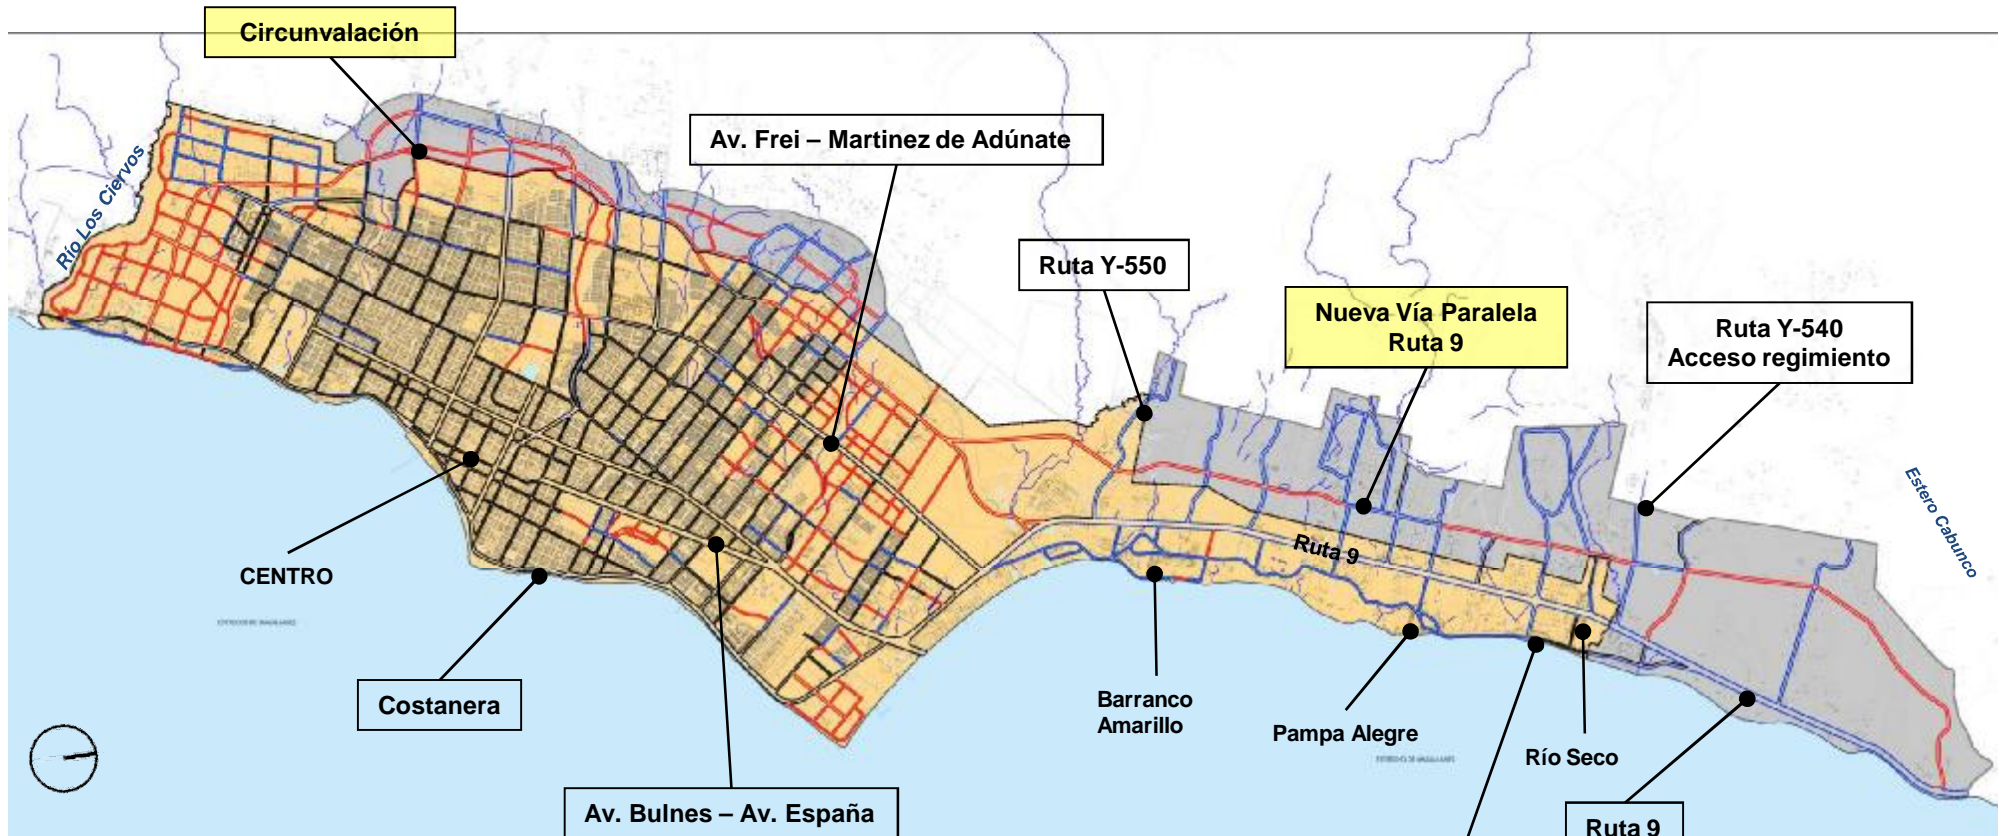 Circunvalación
Av. Frei – Martinez de Adúnate
Río Los Ciervos
Ruta Y-550
Nueva Vía Paralela
Ruta 9
Ruta Y-540
Acceso regimiento
Estero Cabunco
Ruta 9
CENTRO
Costanera
Barranco
Amarillo
Pampa Alegre
Río Seco
Av. Bulnes – Av. España
Ruta 9